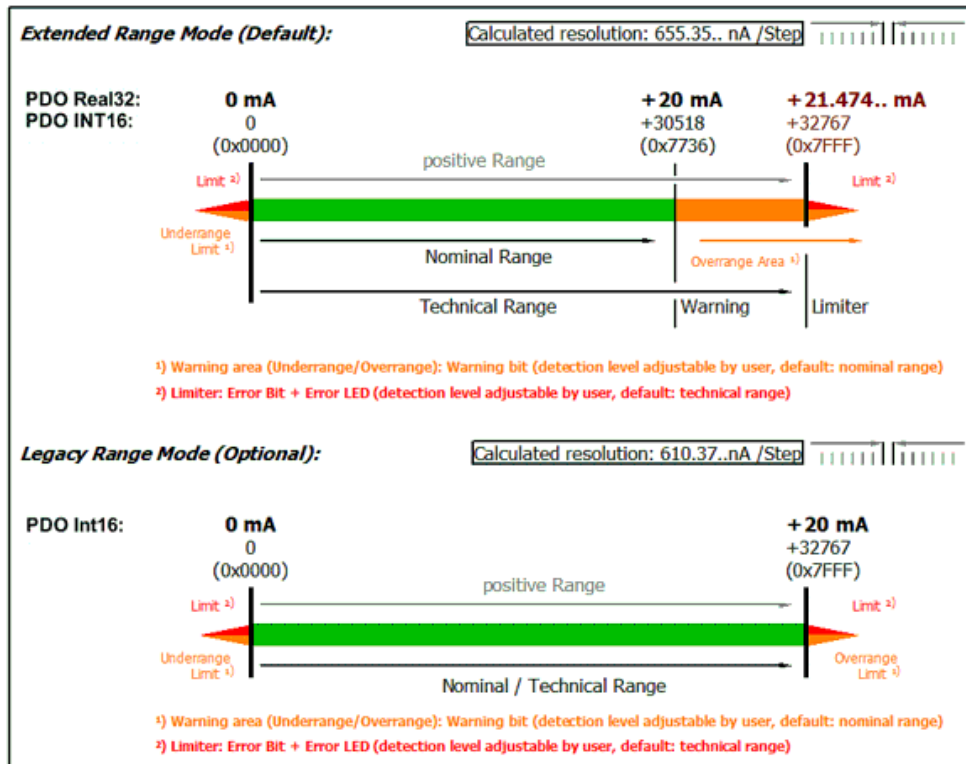 Extended Range Mode (Default):
Calculated resolution: 655.35.. nA /Step
PDO Real32: 0 mA +20 mA +21.474.. mA
PDO INT16: 0 +30518 +32767
(0x0000) (0x7736) (0x7FFF)
positive Range
Limit ²) Limit ²)
Underrange
Limit ¹)
Nominal Range
Overrange Area ¹)
Technical Range Warning Limiter
¹) Warning area (Underrange/Overrange): Warning bit (detection level adjustable by user, default: nominal range)
²) Limiter: Error Bit + Error LED (detection level adjustable by user, default: technical range)
Legacy Range Mode (Optional):
Calculated resolution: 610.37..nA /Step
PDO Int16: 0 mA +20 mA
0 +32767
(0x0000) (0x7FFF)
positive Range
Limit ²) Limit ²)
Underrange Overrange
Limit ¹) Limit ¹)
Nominal / Technical Range
¹) Warning area (Underrange/Overrange): Warning bit (detection level adjustable by user, default: nominal range)
²) Limiter: Error Bit + Error LED (detection level adjustable by user, default: technical range)